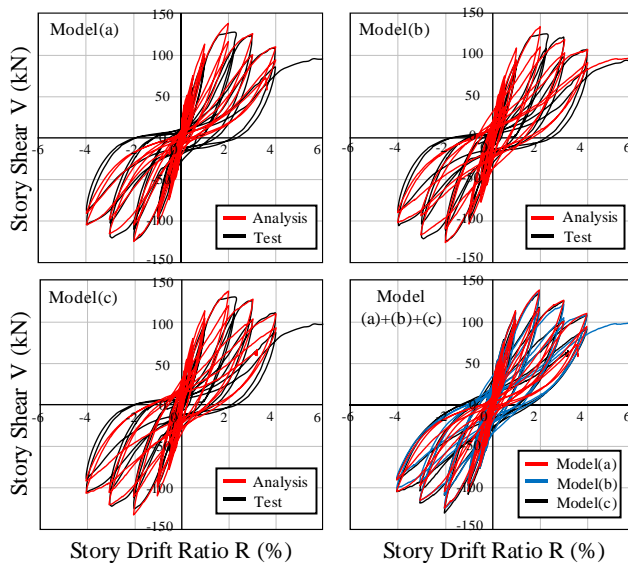 Model(a)
150
100
50
0
-6 -4 -2 0 2 4 6
-50
-100
-150
Analysis
Test
Story Shear V (kN)
Model(b)
150
100
50
0
-6 -4 -2 0 2 4 6
-50
-100
-150
Analysis
Test
Model(c)
150
100
50
0
-6 -4 -2 0 2 4 6
-50
-100
-150
Analysis
Test
Story Shear V (kN)
Story Drift Ratio R (%)
Model
(a)+(b)+(c)
150
100
50
0
-6 -4 -2 0 2 4 6
-50
-100
-150
Model(a)
Model(b)
Model(c)
Story Drift Ratio R (%)